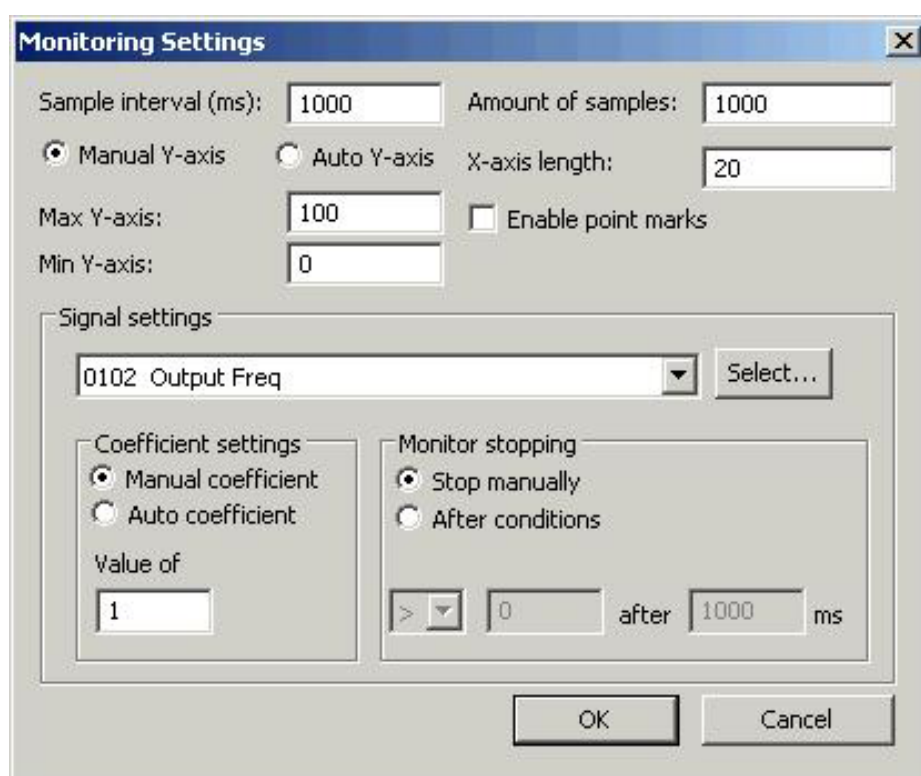 Monitoring Settings
Sample interval (ms): 1000 Amount of samples: 1000
Manual Y-axis Auto Y-axis X-axis length: 20
Max Y-axis: 100 Enable point marks
Min Y-axis: 0
Signal settings
0102 Output Freq Select...
Coefficient settings
Manual coefficient
Auto coefficient
Value of
1
Monitor stopping
Stop manually
After conditions
> 0 after 1000 ms
OK Cancel